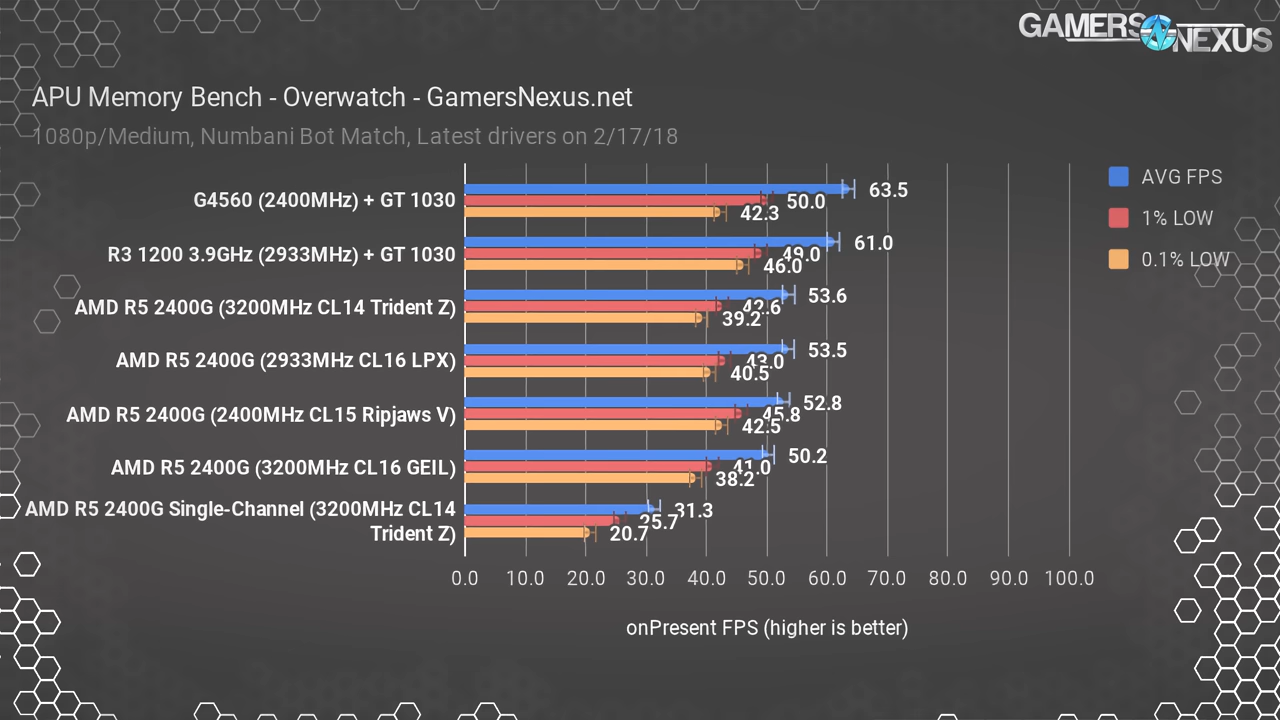 GAMERS NEXUS
APU Memory Bench - Overwatch - GamersNexus.net
1080p/Medium, Numbani Bot Match, Latest drivers on 2/17/18
AVG FPS
1% LOW
0.1% LOW
G4560 (2400MHz) + GT 1030
63.5
50.0
42.3
R3 1200 3.9GHz (2933MHz) + GT 1030
61.0
49.0
46.0
AMD R5 2400G (3200MHz CL14 Trident Z)
53.6
42.6
39.2
AMD R5 2400G (2933MHz CL16 LPX)
53.5
43.0
40.5
AMD R5 2400G (2400MHz CL15 Ripjaws V)
52.8
45.8
42.5
AMD R5 2400G (3200MHz CL16 GEIL)
50.2
41.0
38.2
AMD R5 2400G Single-Channel (3200MHz CL14
Trident Z)
31.3
25.7
20.7
0.0 10.0 20.0 30.0 40.0 50.0 60.0 70.0 80.0 90.0 100.0
onPresent FPS (higher is better)